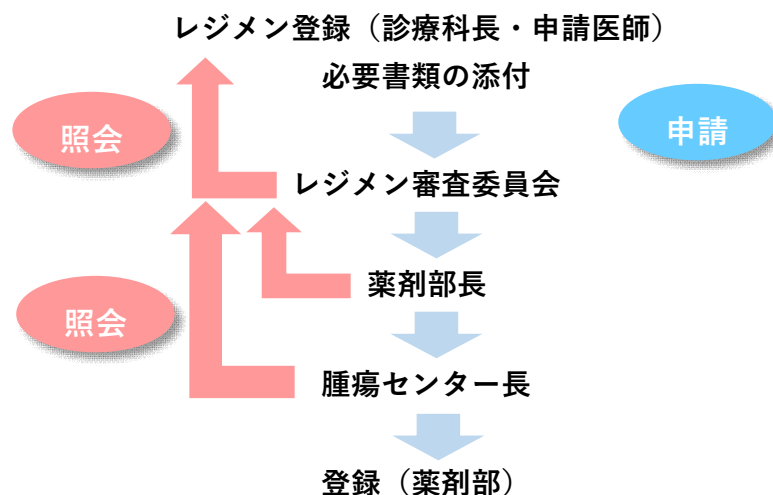 レジメン登録（診療科長・申請医師）
必要書類の添付
照会
申請
レジメン審査委員会
薬剤部長
照会
腫瘍センター長
登録（薬剤部）